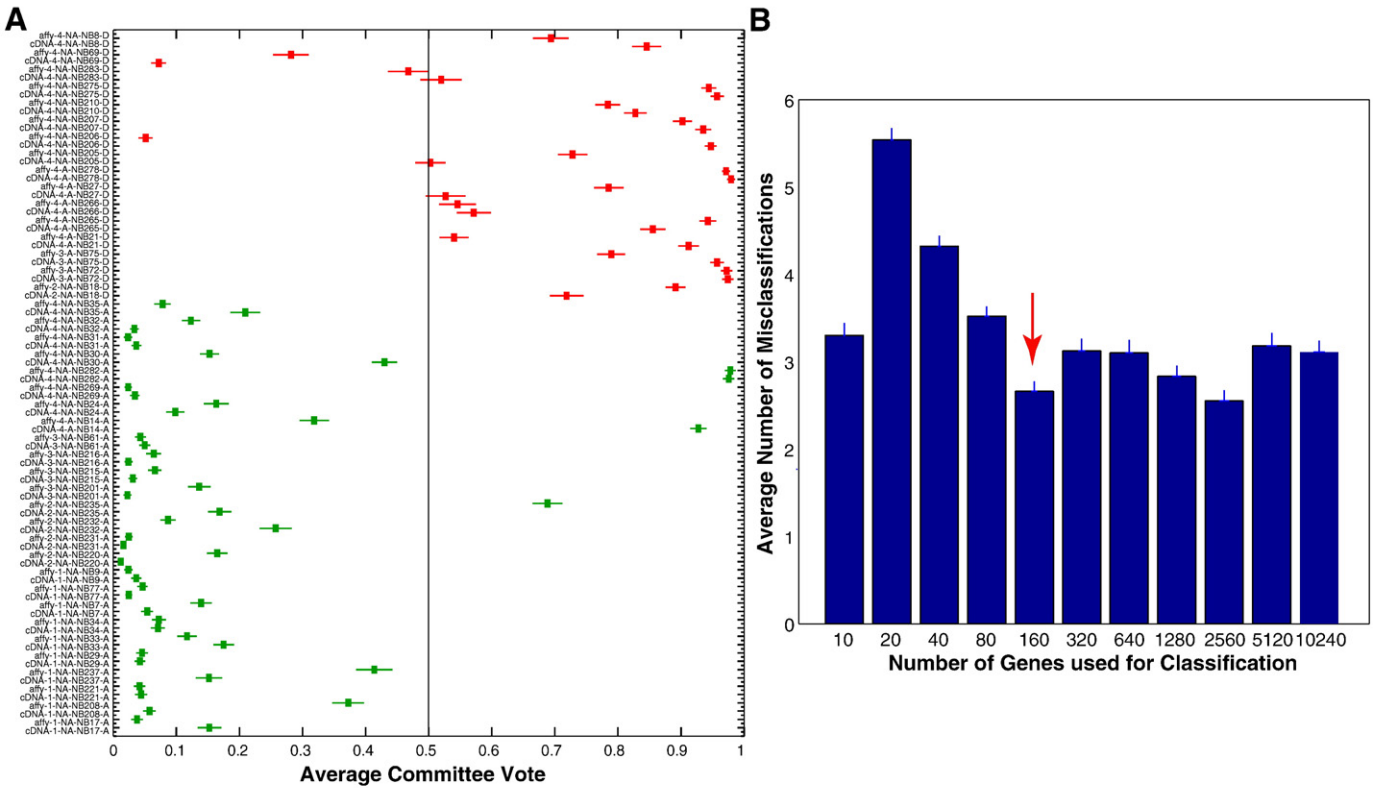 A
affy-4-NA-NB8-D
cDNA-4-NA-NB8-D
affy-4-NA-NB69-D
cDNA-4-NA-NB69-D
affy-4-NA-NB283-D
cDNA-4-NA-NB283-D
affy-4-NA-NB275-D
cDNA-4-NA-NB275-D
affy-4-NA-NB210-D
cDNA-4-NA-NB210-D
affy-4-NA-NB207-D
cDNA-4-NA-NB207-D
affy-4-NA-NB206-D
cDNA-4-NA-NB206-D
affy-4-NA-NB205-D
cDNA-4-NA-NB205-D
affy-4-A-NB278-D
cDNA-4-A-NB278-D
affy-4-A-NB27-D
cDNA-4-A-NB27-D
affy-4-A-NB266-D
cDNA-4-A-NB266-D
affy-4-A-NB265-D
cDNA-4-A-NB265-D
affy-4-A-NB21-D
cDNA-4-A-NB21-D
affy-3-A-NB75-D
cDNA-3-A-NB75-D
affy-3-A-NB72-D
cDNA-3-A-NB72-D
affy-2-NA-NB18-D
cDNA-2-NA-NB18-D
affy-4-NA-NB35-A
cDNA-4-NA-NB35-A
affy-4-NA-NB32-A
cDNA-4-NA-NB32-A
affy-4-NA-NB31-A
cDNA-4-NA-NB31-A
affy-4-NA-NB30-A
cDNA-4-NA-NB30-A
affy-4-NA-NB282-A
cDNA-4-NA-NB282-A
affy-4-NA-NB269-A
cDNA-4-NA-NB269-A
affy-4-NA-NB24-A
cDNA-4-NA-NB24-A
affy-4-A-NB14-A
cDNA-4-A-NB14-A
affy-3-NA-NB61-A
cDNA-3-NA-NB61-A
affy-3-NA-NB216-A
cDNA-3-NA-NB216-A
affy-3-NA-NB215-A
cDNA-3-NA-NB215-A
affy-3-NA-NB201-A
cDNA-3-NA-NB201-A
affy-2-NA-NB235-A
cDNA-2-NA-NB235-A
affy-2-NA-NB232-A
cDNA-2-NA-NB232-A
affy-2-NA-NB231-A
cDNA-2-NA-NB231-A
affy-2-NA-NB220-A
cDNA-2-NA-NB220-A
affy-1-NA-NB9-A
cDNA-1-NA-NB9-A
affy-1-NA-NB77-A
cDNA-1-NA-NB77-A
affy-1-NA-NB7-A
cDNA-1-NA-NB7-A
affy-1-NA-NB34-A
cDNA-1-NA-NB34-A
affy-1-NA-NB33-A
cDNA-1-NA-NB33-A
affy-1-NA-NB29-A
cDNA-1-NA-NB29-A
affy-1-NA-NB237-A
cDNA-1-NA-NB237-A
affy-1-NA-NB221-A
cDNA-1-NA-NB221-A
affy-1-NA-NB208-A
cDNA-1-NA-NB208-A
affy-1-NA-NB17-A
cDNA-1-NA-NB17-A
0 0.1 0.2 0.3 0.4 0.5 0.6 0.7 0.8 0.9 1
Average Committee Vote
B
Average Number of Misclassifications
6
5
4
3
2
1
0
10 20 40 80 160 320 640 1280 2560 5120 10240
Number of Genes used for Classification